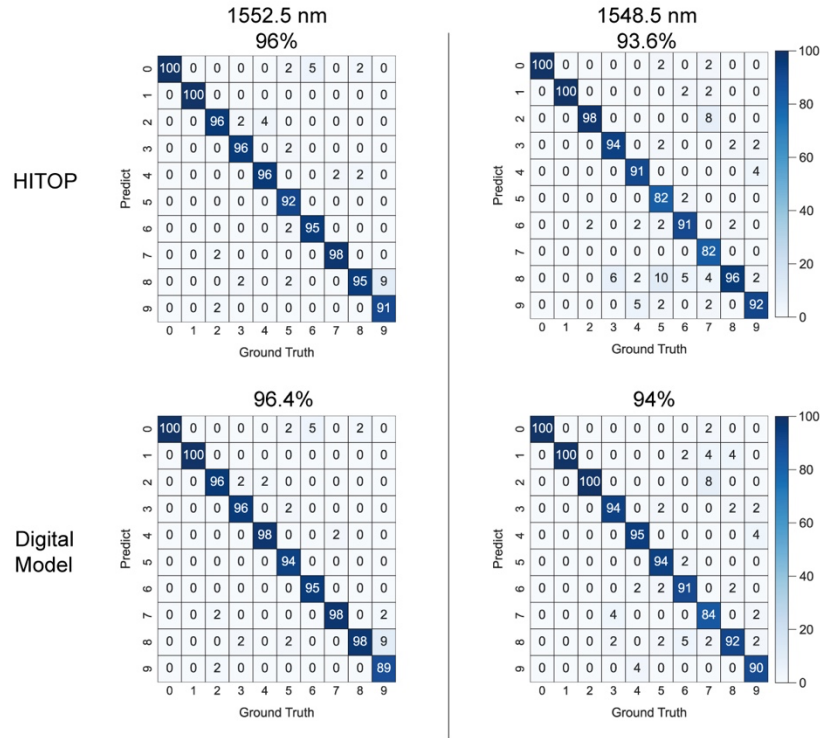 1552.5 nm
96%
1548.5 nm
93.6%
HITOP
Predict
0 100 0 0 0 0 2 5 0 2 0
1 0 100 0 0 0 0 0 0 0 0
2 0 0 96 2 4 0 0 0 0 0
3 0 0 0 96 0 2 0 0 0 0
4 0 0 0 0 96 0 0 2 2 0
5 0 0 0 0 0 92 0 0 0 0
6 0 0 0 0 0 0 95 0 0 0
7 0 0 2 0 0 0 0 98 0 0
8 0 0 0 2 0 2 0 0 95 9
9 0 0 2 0 0 0 0 0 0 91
0 1 2 3 4 5 6 7 8 9
Ground Truth
Predict
0 100 0 0 0 0 2 0 2 0 0
1 0 100 0 0 0 0 2 2 0 0
2 0 0 98 0 0 0 0 8 0 0
3 0 0 0 94 0 2 0 0 2 2
4 0 0 0 0 91 0 0 0 0 4
5 0 0 0 0 0 82 2 0 0 0
6 0 0 2 0 2 2 91 0 2 0
7 0 0 0 0 0 0 0 82 0 0
8 0 0 0 6 2 10 5 4 96 2
9 0 0 0 0 5 2 0 2 0 92
0 1 2 3 4 5 6 7 8 9
Ground Truth
100
80
60
40
20
0
Digital
Model
96.4%
Predict
0 100 0 0 0 0 2 5 0 2 0
1 0 100 0 0 0 0 0 0 0 0
2 0 0 96 2 2 0 0 0 0 0
3 0 0 0 96 0 2 0 0 0 0
4 0 0 0 0 98 0 0 2 0 0
5 0 0 0 0 0 94 0 0 0 0
6 0 0 0 0 0 0 95 0 0 0
7 0 0 2 0 0 0 0 98 0 2
8 0 0 0 2 0 2 0 0 98 9
9 0 0 2 0 0 0 0 0 0 89
0 1 2 3 4 5 6 7 8 9
Ground Truth
94%
Predict
0 100 0 0 0 0 0 0 2 0 0
1 0 100 0 0 0 0 2 4 4 0
2 0 0 100 0 0 0 0 8 0 0
3 0 0 0 94 0 2 0 0 2 2
4 0 0 0 0 95 0 0 0 0 4
5 0 0 0 0 0 94 2 0 0 0
6 0 0 0 0 2 2 91 0 2 0
7 0 0 0 4 0 0 0 84 0 2
8 0 0 0 2 0 2 5 2 92 2
9 0 0 0 0 4 0 0 0 0 90
0 1 2 3 4 5 6 7 8 9
Ground Truth
100
80
60
40
20
0